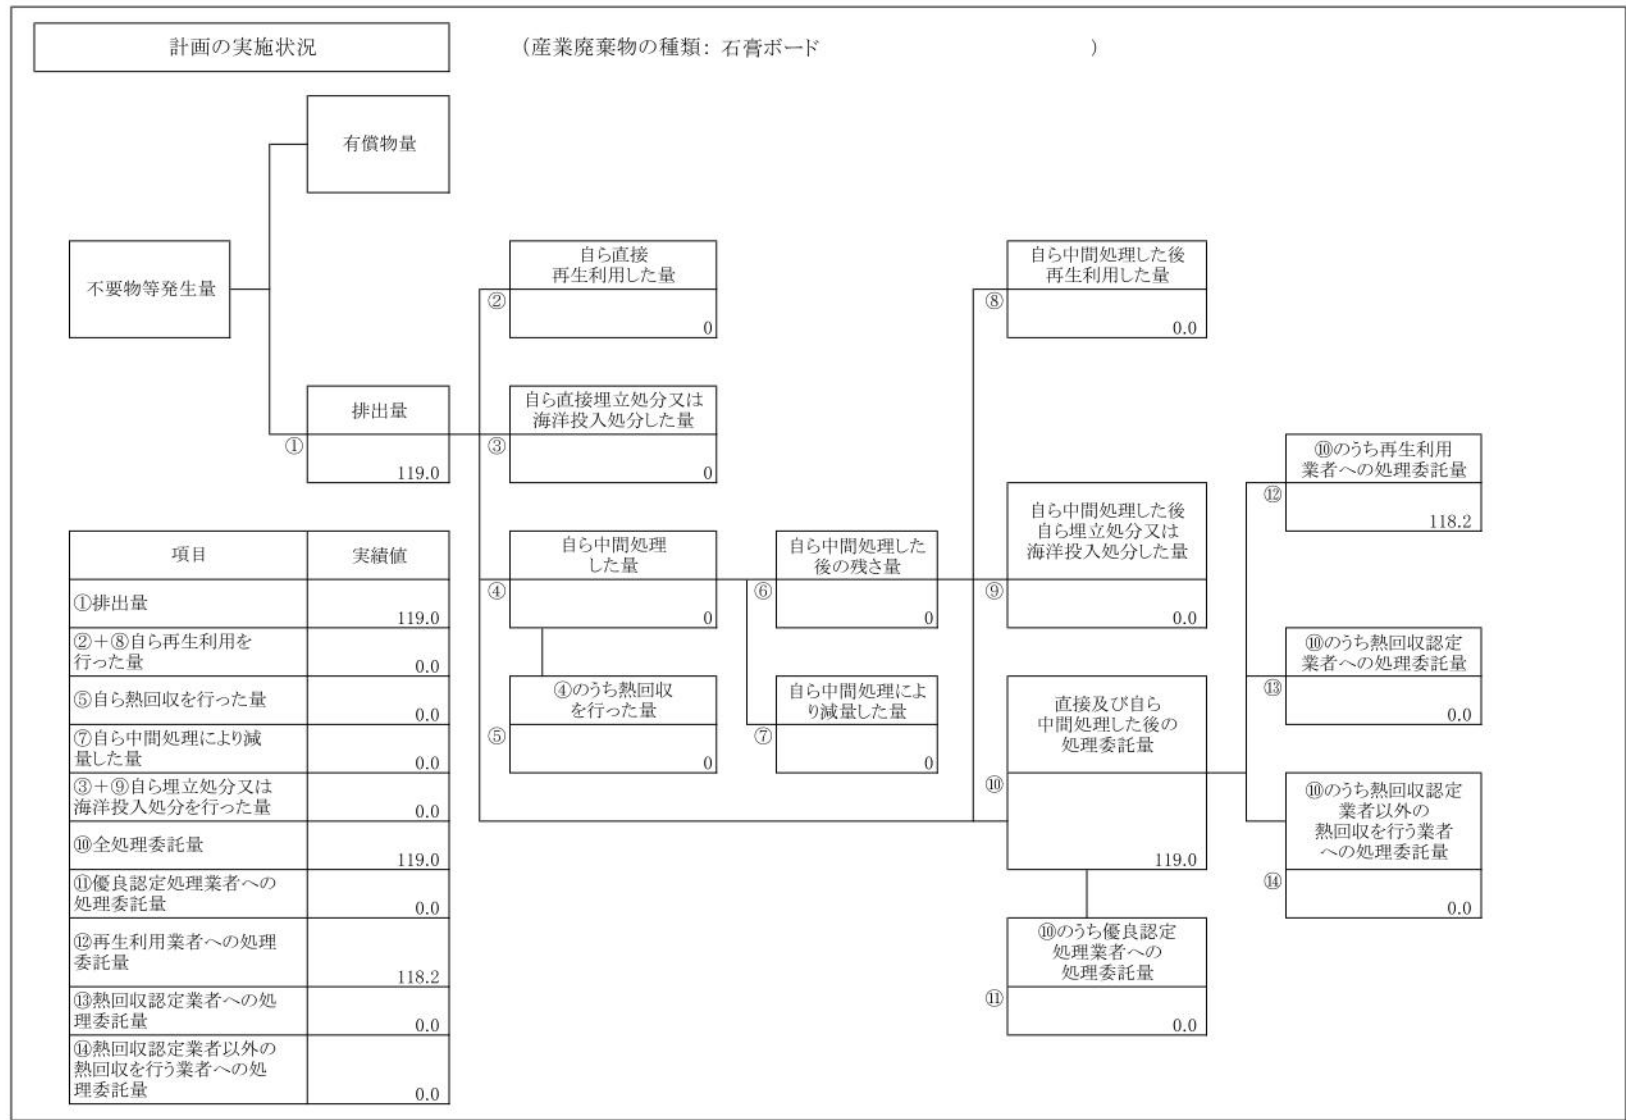 計画の実施状況
（産業廃棄物の種類： 石膏ボード ）
有償物量
不要物等発生量
排出量
①
119.0
自ら直接
再生利用した量
②
0
自ら直接埋立処分又は
海洋投入処分した量
③
0
自ら中間処理
した量
④
0
④のうち熱回収
を行った量
⑤
0
自ら中間処理した
後の残さ量
⑥
0
自ら中間処理によ
り減量した量
⑦
0
自ら中間処理した後
再生利用した量
⑧
0.0
自ら中間処理した後
自ら埋立処分又は
海洋投入処分した量
⑨
0.0
直接及び自ら
中間処理した後の
処理委託量
⑩
119.0
⑩のうち優良認定
処理業者への
処理委託量
⑪
0.0
⑩のうち再生利用
業者への処理委託量
⑫
118.2
⑩のうち熱回収認定
業者への処理委託量
⑬
0.0
⑩のうち熱回収認定
業者以外の
熱回収を行う業者
への処理委託量
⑭
0.0
項目 実績値
①排出量
119.0
②＋⑧自ら再生利用を
行った量
0.0
⑤自ら熱回収を行った量
0.0
⑦自ら中間処理により減
量した量
0.0
③＋⑨自ら埋立処分又は
海洋投入処分を行った量
0.0
⑩全処理委託量
119.0
⑪優良認定処理業者への
処理委託量
0.0
⑫再生利用業者への処理
委託量
118.2
⑬熱回収認定業者への処
理委託量
0.0
⑭熱回収認定業者以外の
熱回収を行う業者への処
理委託量
0.0